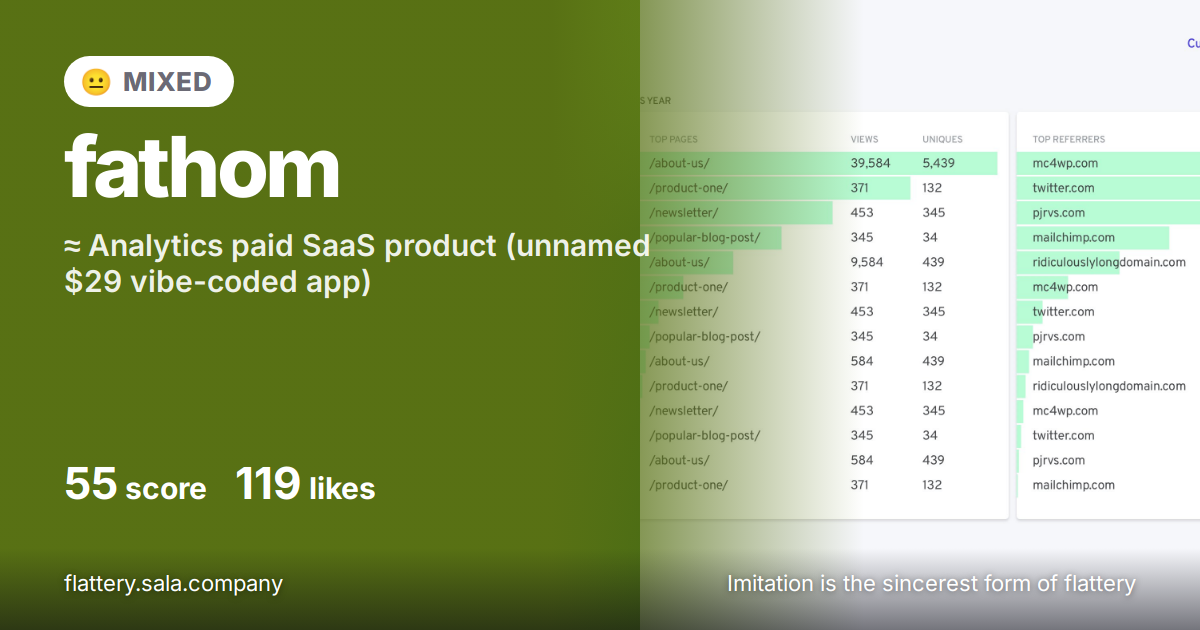 😐 MIXED
fathom
≈ Analytics paid SaaS product (unnamed
$29 vibe-coded app)
55 score 119 likes
flattery.sala.company
Cu
S YEAR
TOP PAGES VIEWS UNIQUES
/about-us/ 39,584 5,439
/product-one/ 371 132
/newsletter/ 453 345
/popular-blog-post/ 345 34
/about-us/ 9,584 439
/product-one/ 371 132
/newsletter/ 453 345
/popular-blog-post/ 345 34
/about-us/ 584 439
/product-one/ 371 132
/newsletter/ 453 345
/popular-blog-post/ 345 34
/about-us/ 584 439
/product-one/ 371 132
TOP REFERRERS
mc4wp.com
twitter.com
pjrvs.com
mailchimp.com
ridiculouslylongdomain.com
mc4wp.com
twitter.com
pjrvs.com
mailchimp.com
ridiculouslylongdomain.com
mc4wp.com
twitter.com
pjrvs.com
mailchimp.com
Imitation is the sincerest form of flattery